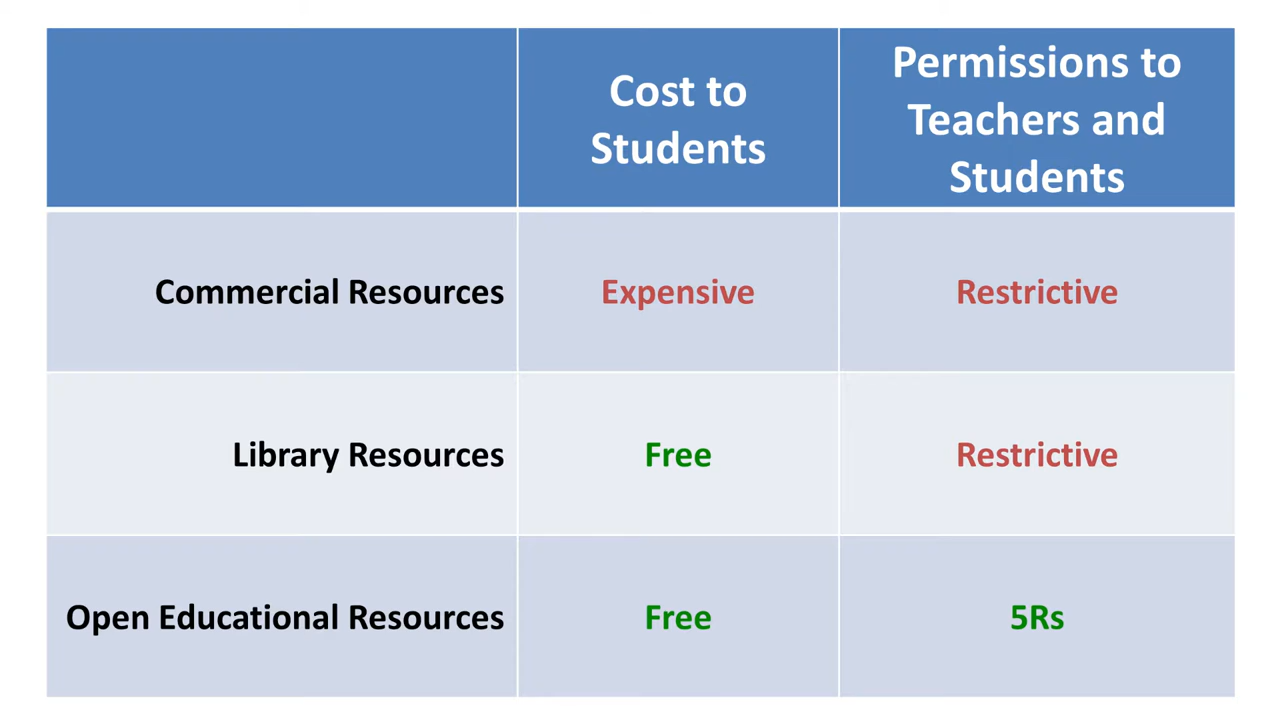 Cost to
Students
Permissions to
Teachers and
Students
Commercial Resources
Expensive
Restrictive
Library Resources
Free
Restrictive
Open Educational Resources
Free
5Rs